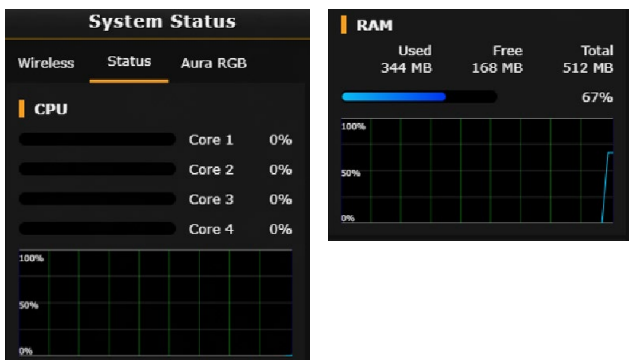 System Status
Wireless Status Aura RGB
CPU
Core 1 0%
Core 2 0%
Core 3 0%
Core 4 0%
100%
50%
0%
RAM
Used Free Total
344 MB 168 MB 512 MB
67%
100%
50%
0%